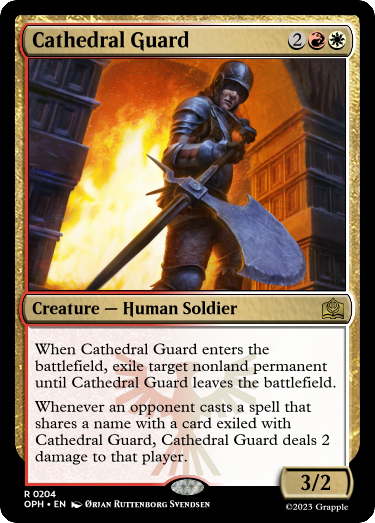 Cathedral Guard 2
Creature — Human Soldier
When Cathedral Guard enters the
battlefield, exile target nonland permanent
until Cathedral Guard leaves the battlefield.
Whenever an opponent casts a spell that
shares a name with a card exiled with
Cathedral Guard, Cathedral Guard deals 2
damage to that player.
3/2
R 0204
OPH • EN Ørjan Ruttenborg Svendsen
©2023 Grapple